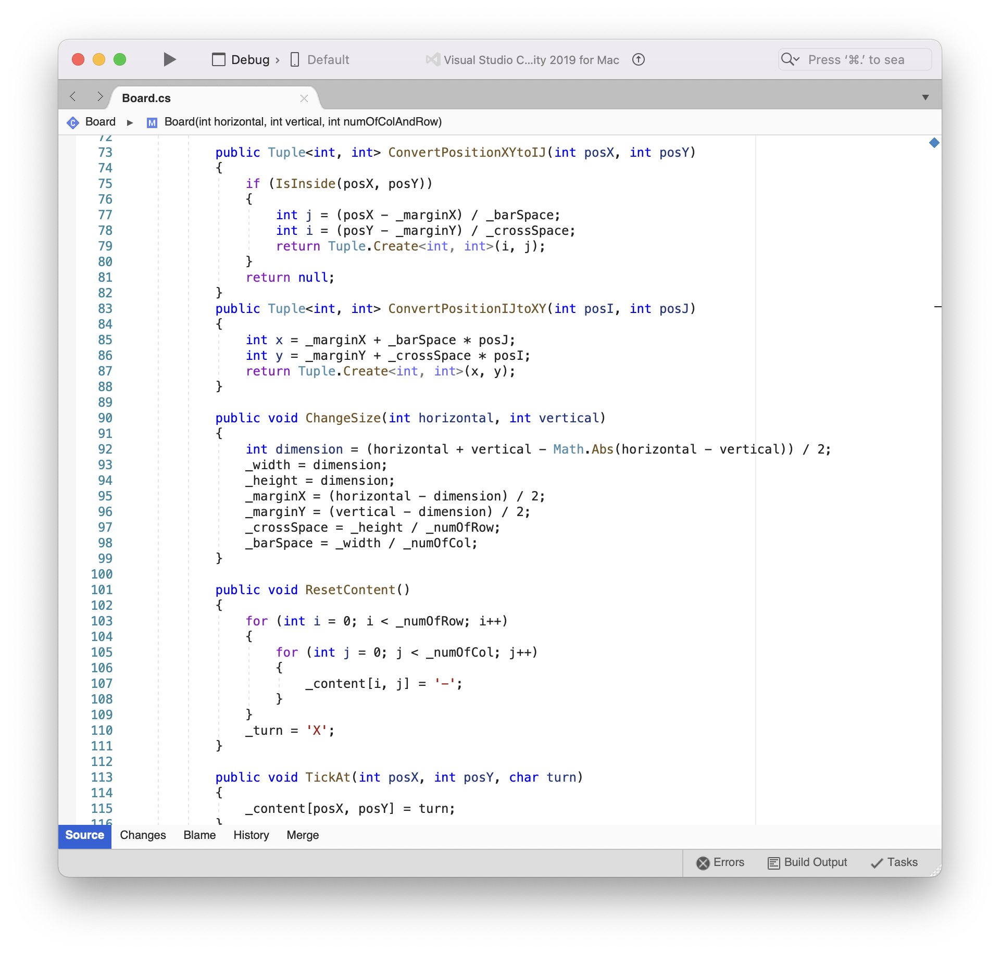 Debug › Default Visual Studio C...ity 2019 for Mac Press ‘⌘.’ to sea
Board.cs
Board ▸ M Board(int horizontal, int vertical, int numOfColAndRow)
72
73 public Tuple<int, int> ConvertPositionXYtoIJ(int posX, int posY)
74 {
75 if (IsInside(posX, posY))
76 {
77 int j = (posX - _marginX) / _barSpace;
78 int i = (posY - _marginY) / _crossSpace;
79 return Tuple.Create<int, int>(i, j);
80 }
81 return null;
82 }
83 public Tuple<int, int> ConvertPositionIJtoXY(int posI, int posJ)
84 {
85 int x = _marginX + _barSpace * posJ;
86 int y = _marginY + _crossSpace * posI;
87 return Tuple.Create<int, int>(x, y);
88 }
89
90 public void ChangeSize(int horizontal, int vertical)
91 {
92 int dimension = (horizontal + vertical - Math.Abs(horizontal - vertical)) / 2;
93 _width = dimension;
94 _height = dimension;
95 _marginX = (horizontal - dimension) / 2;
96 _marginY = (vertical - dimension) / 2;
97 _crossSpace = _height / _numOfRow;
98 _barSpace = _width / _numOfCol;
99 }
100
101 public void ResetContent()
102 {
103 for (int i = 0; i < _numOfRow; i++)
104 {
105 for (int j = 0; j < _numOfCol; j++)
106 {
107 _content[i, j] = '-';
108 }
109 }
110 _turn = 'X';
111 }
112
113 public void TickAt(int posX, int posY, char turn)
114 {
115 _content[posX, posY] = turn;
116 }
Source Changes Blame History Merge
Errors Build Output Tasks